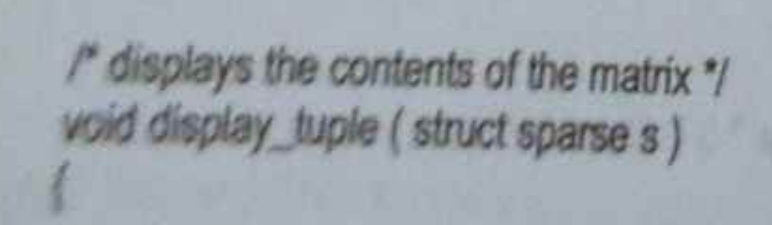 /* displays the contents of the matrix */
void display_tuple ( struct sparse s )
{